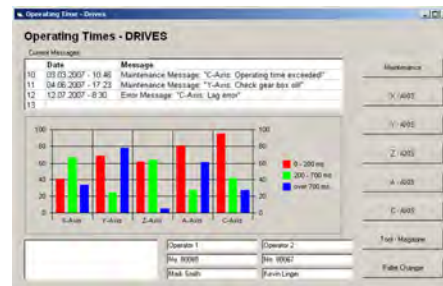 Operating Time - Drives
Operating Times - DRIVES
Current Messages
Date Message
10 03.03.2007 - 10.46 Maintenance Message: "C-Axis: Operating time exceeded!"
11 04.06.2007 - 17.23 Maintenance Message: "Y-Axis: Check gear box oil!"
12 12.07.2007 - 8:30 Error Message: "C-Axis: Lag error"
13
Maintenance
X - AXIS
Y - AXIS
Z - AXIS
A - AXIS
C - AXIS
Tool - Magazine
Pallet Changer
100 100
80 80
60 60
40 40
20 20
0 0
X-Axis Y-Axis Z-Axis A-Axis C-Axis
0 - 200 ms
200 - 700 ms
over 700 ms
Operator 1 Operator 2
No. 80067
Mark Smith Kevin Linger